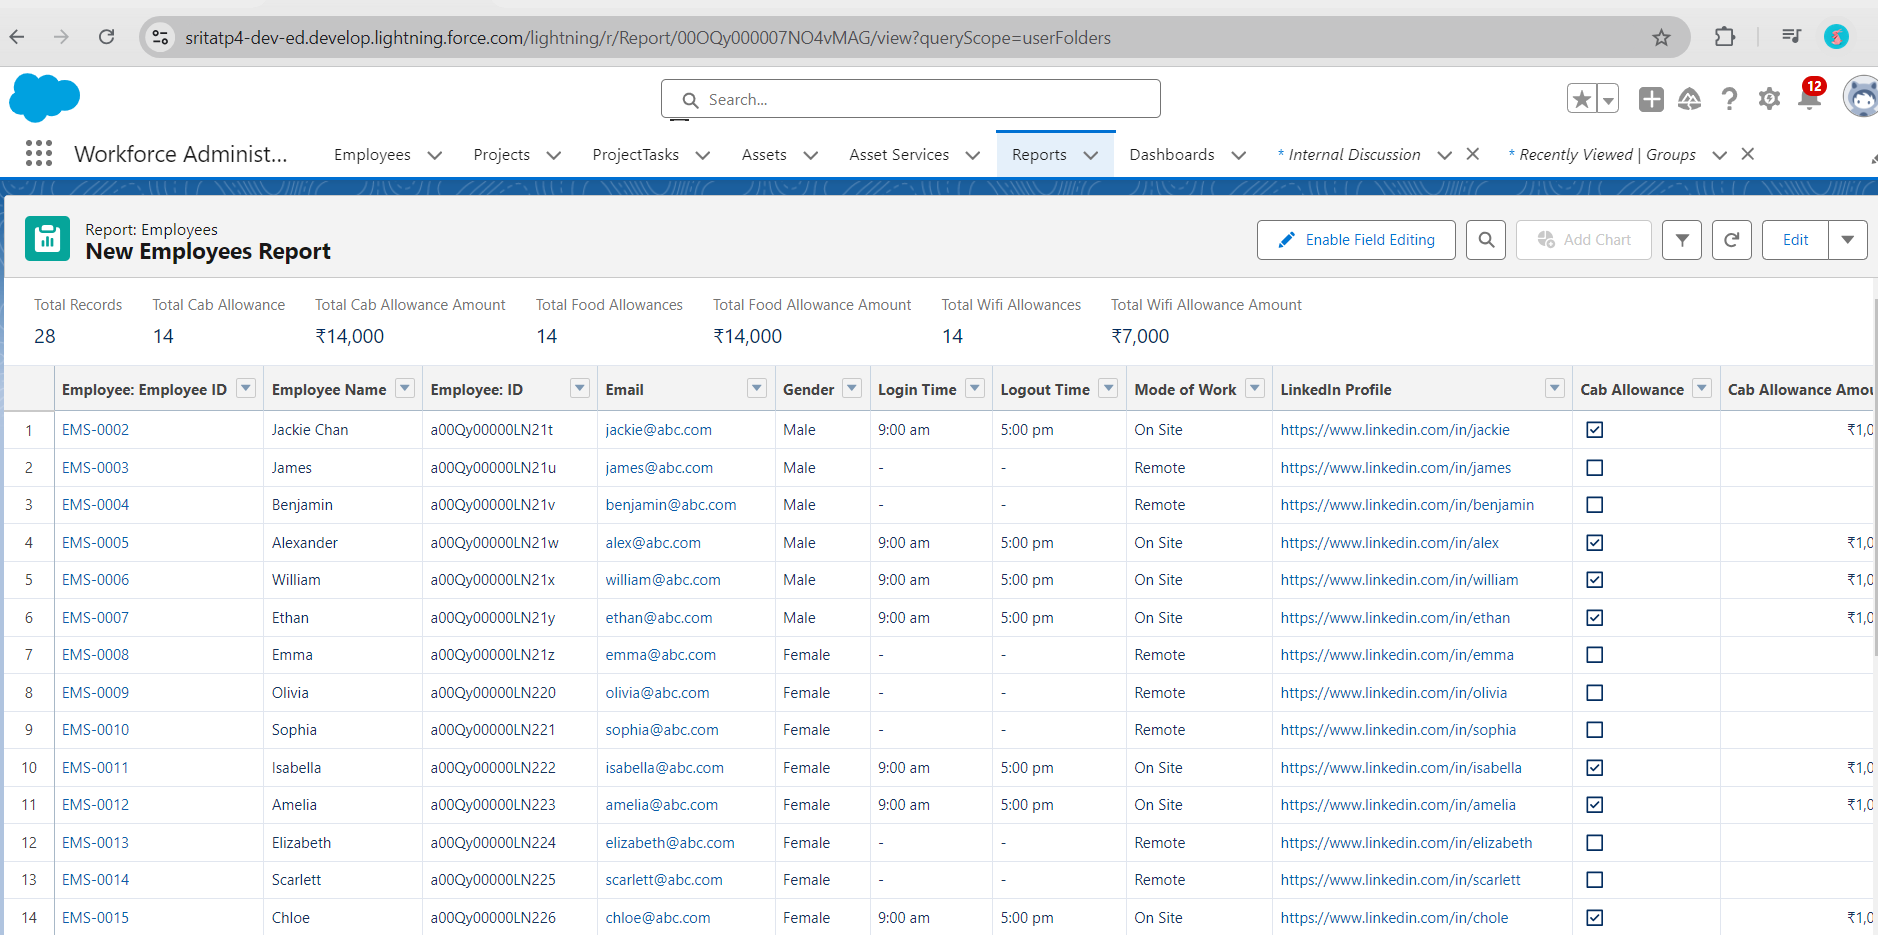 sritatp4-dev-ed.develop.lightning.force.com/lightning/r/Report/00OQy000007NO4vMAG/view?queryScope=userFolders
Search...
12
Workforce Administ... Employees Projects ProjectTasks Assets Asset Services Reports Dashboards * Internal Discussion * Recently Viewed | Groups
Report: Employees
New Employees Report
Enable Field Editing Add Chart Edit
Total Records Total Cab Allowance Total Cab Allowance Amount Total Food Allowances Total Food Allowance Amount Total Wifi Allowances Total Wifi Allowance Amount
28 14 ₹14,000 14 ₹14,000 14 ₹7,000
Employee: Employee ID Employee Name Employee: ID Email Gender Login Time Logout Time Mode of Work LinkedIn Profile Cab Allowance Cab Allowance Amou
1 EMS-0002 Jackie Chan a00Qy00000LN21t jackie@abc.com Male 9:00 am 5:00 pm On Site https://www.linkedin.com/in/jackie ₹1,0
2 EMS-0003 James a00Qy00000LN21u james@abc.com Male - - Remote https://www.linkedin.com/in/james
3 EMS-0004 Benjamin a00Qy00000LN21v benjamin@abc.com Male - - Remote https://www.linkedin.com/in/benjamin
4 EMS-0005 Alexander a00Qy00000LN21w alex@abc.com Male 9:00 am 5:00 pm On Site https://www.linkedin.com/in/alex ₹1,0
5 EMS-0006 William a00Qy00000LN21x william@abc.com Male 9:00 am 5:00 pm On Site https://www.linkedin.com/in/william ₹1,0
6 EMS-0007 Ethan a00Qy00000LN21y ethan@abc.com Male 9:00 am 5:00 pm On Site https://www.linkedin.com/in/ethan ₹1,0
7 EMS-0008 Emma a00Qy00000LN21z emma@abc.com Female - - Remote https://www.linkedin.com/in/emma
8 EMS-0009 Olivia a00Qy00000LN220 olivia@abc.com Female - - Remote https://www.linkedin.com/in/olivia
9 EMS-0010 Sophia a00Qy00000LN221 sophia@abc.com Female - - Remote https://www.linkedin.com/in/sophia
10 EMS-0011 Isabella a00Qy00000LN222 isabella@abc.com Female 9:00 am 5:00 pm On Site https://www.linkedin.com/in/isabella ₹1,0
11 EMS-0012 Amelia a00Qy00000LN223 amelia@abc.com Female 9:00 am 5:00 pm On Site https://www.linkedin.com/in/amelia ₹1,0
12 EMS-0013 Elizabeth a00Qy00000LN224 elizabeth@abc.com Female - - Remote https://www.linkedin.com/in/elizabeth
13 EMS-0014 Scarlett a00Qy00000LN225 scarlett@abc.com Female - - Remote https://www.linkedin.com/in/scarlett
14 EMS-0015 Chloe a00Qy00000LN226 chloe@abc.com Female 9:00 am 5:00 pm On Site https://www.linkedin.com/in/chole ₹1,0